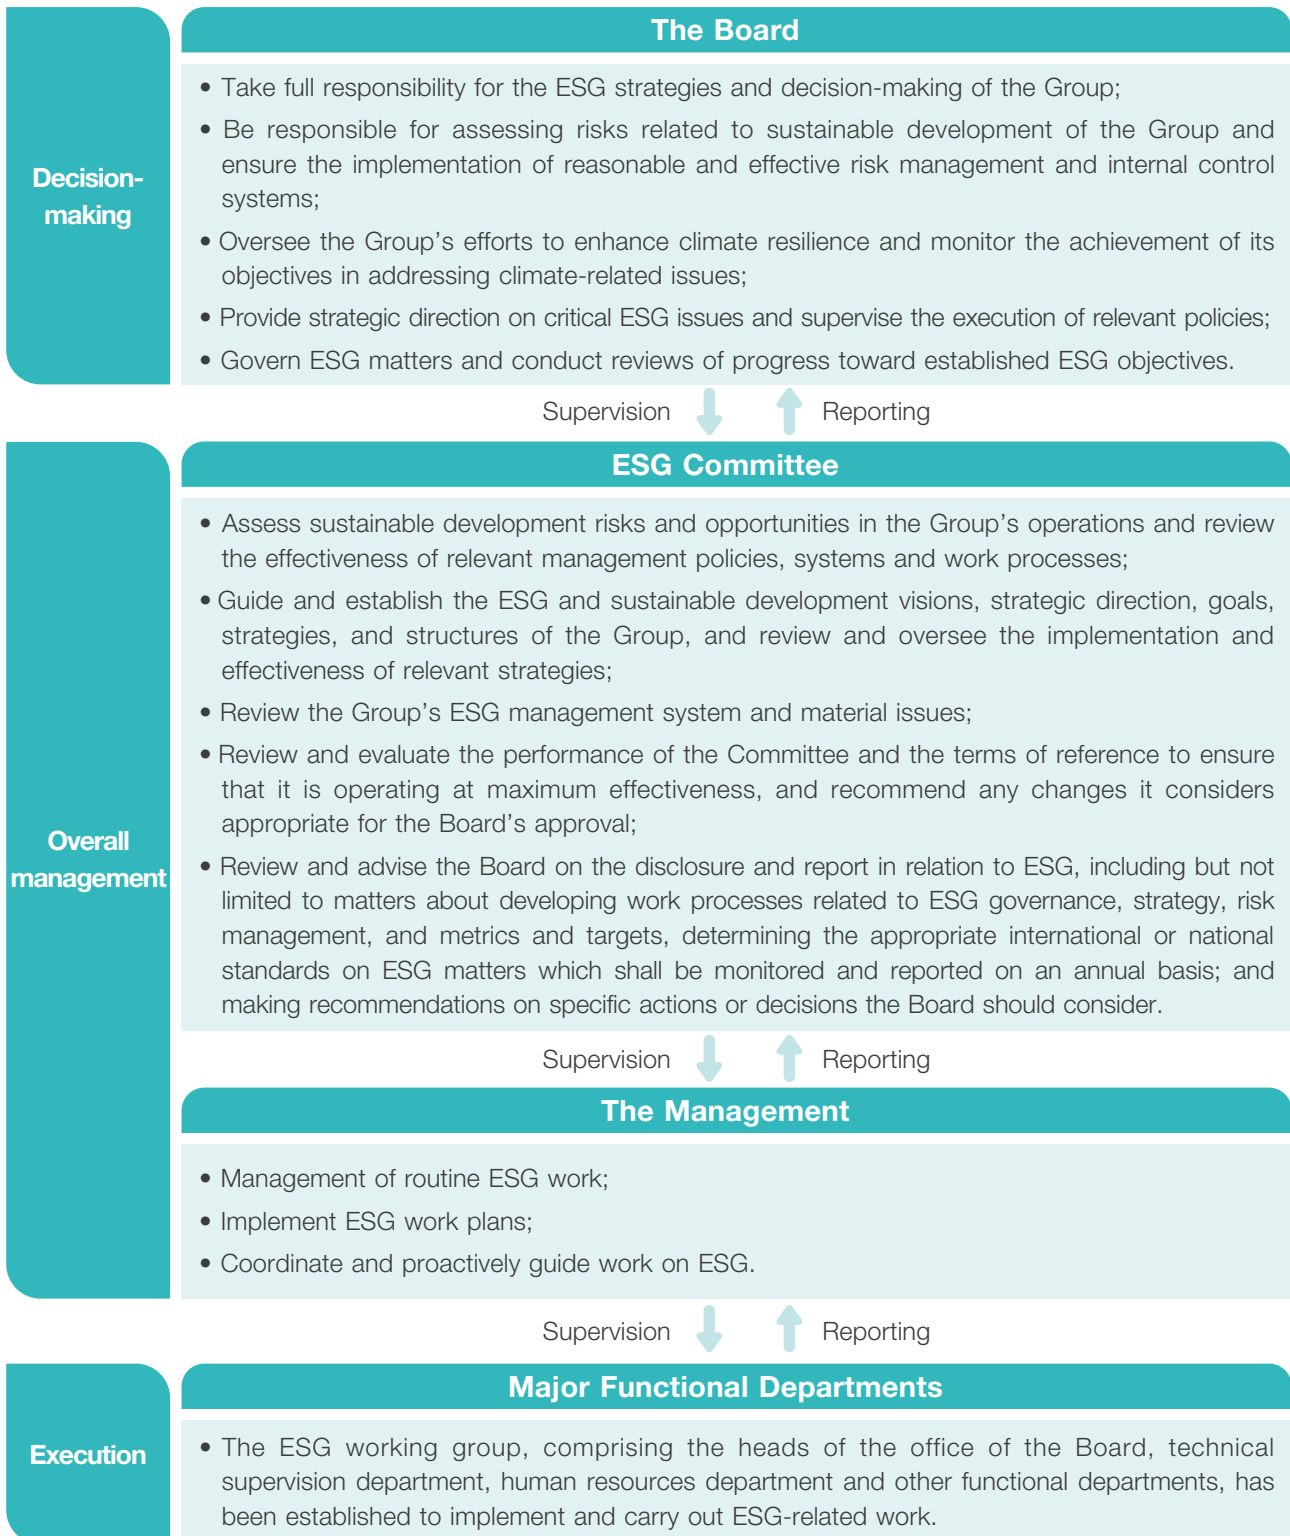 The Board
Decision-
making
• Take full responsibility for the ESG strategies and decision-making of the Group;
• Be responsible for assessing risks related to sustainable development of the Group and
ensure the implementation of reasonable and effective risk management and internal control
systems;
• Oversee the Group’s efforts to enhance climate resilience and monitor the achievement of its
objectives in addressing climate-related issues;
• Provide strategic direction on critical ESG issues and supervise the execution of relevant policies;
• Govern ESG matters and conduct reviews of progress toward established ESG objectives.
Supervision Reporting
ESG Committee
Overall
management
• Assess sustainable development risks and opportunities in the Group’s operations and review
the effectiveness of relevant management policies, systems and work processes;
• Guide and establish the ESG and sustainable development visions, strategic direction, goals,
strategies, and structures of the Group, and review and oversee the implementation and
effectiveness of relevant strategies;
• Review the Group’s ESG management system and material issues;
• Review and evaluate the performance of the Committee and the terms of reference to ensure
that it is operating at maximum effectiveness, and recommend any changes it considers
appropriate for the Board’s approval;
• Review and advise the Board on the disclosure and report in relation to ESG, including but not
limited to matters about developing work processes related to ESG governance, strategy, risk
management, and metrics and targets, determining the appropriate international or national
standards on ESG matters which shall be monitored and reported on an annual basis; and
making recommendations on specific actions or decisions the Board should consider.
Supervision Reporting
The Management
• Management of routine ESG work;
• Implement ESG work plans;
• Coordinate and proactively guide work on ESG.
Supervision Reporting
Major Functional Departments
Execution
• The ESG working group, comprising the heads of the office of the Board, technical
supervision department, human resources department and other functional departments, has
been established to implement and carry out ESG-related work.